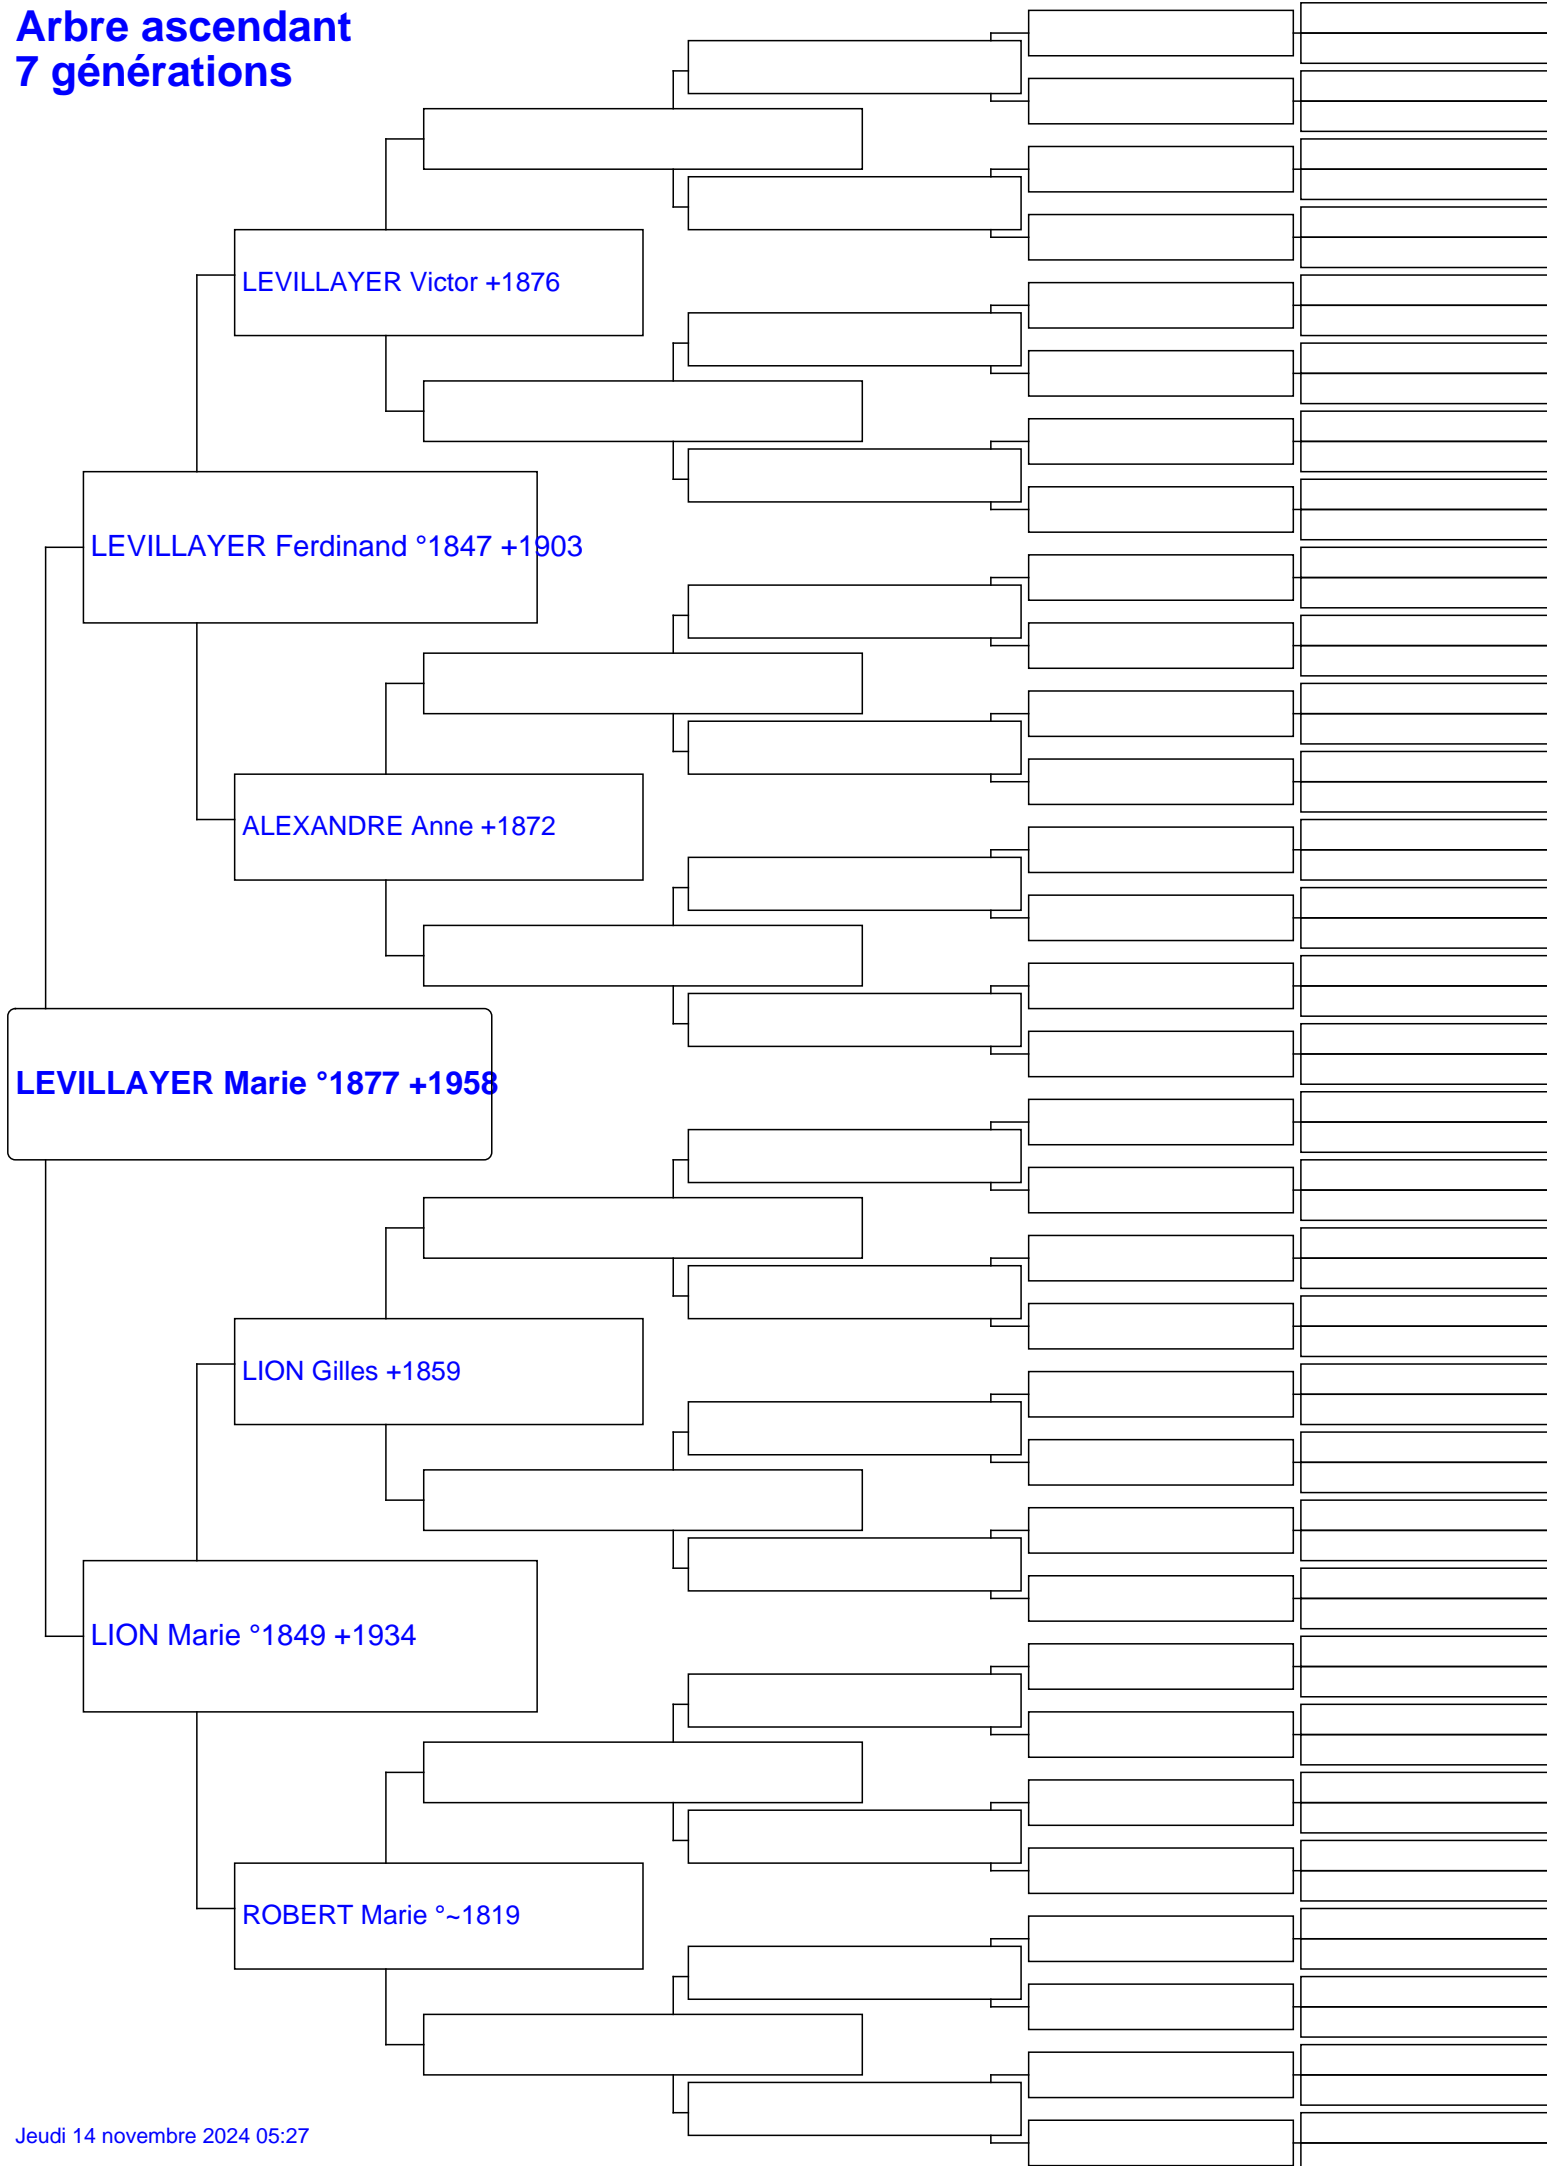 Arbre ascendant
7 générations
LEVILLAYER Victor +1876
LEVILLAYER Ferdinand °1847 +1903
ALEXANDRE Anne +1872
LEVILLAYER Marie °1877 +1958
LION Gilles +1859
LION Marie °1849 +1934
ROBERT Marie °~1819
Jeudi 14 novembre 2024 05:27